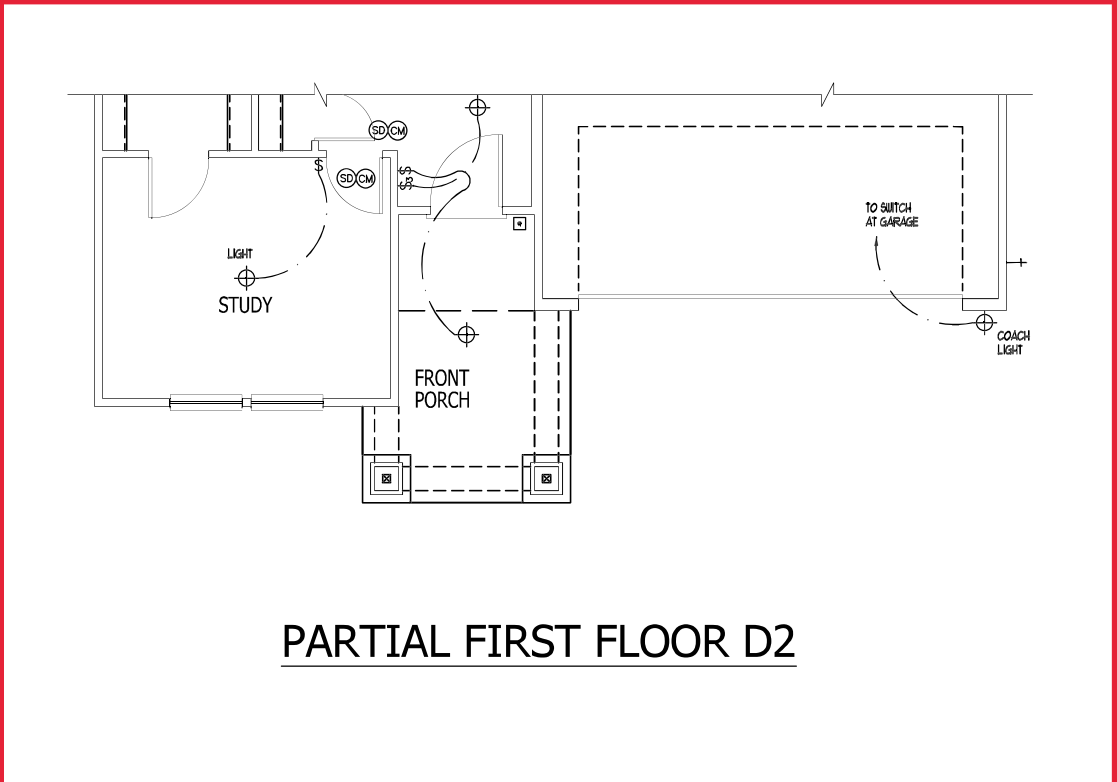 SD CM
$
SD CM
$
$3
TO SWITCH
AT GARAGE
LIGHT
STUDY
COACH
LIGHT
FRONT
PORCH
PARTIAL FIRST FLOOR D2